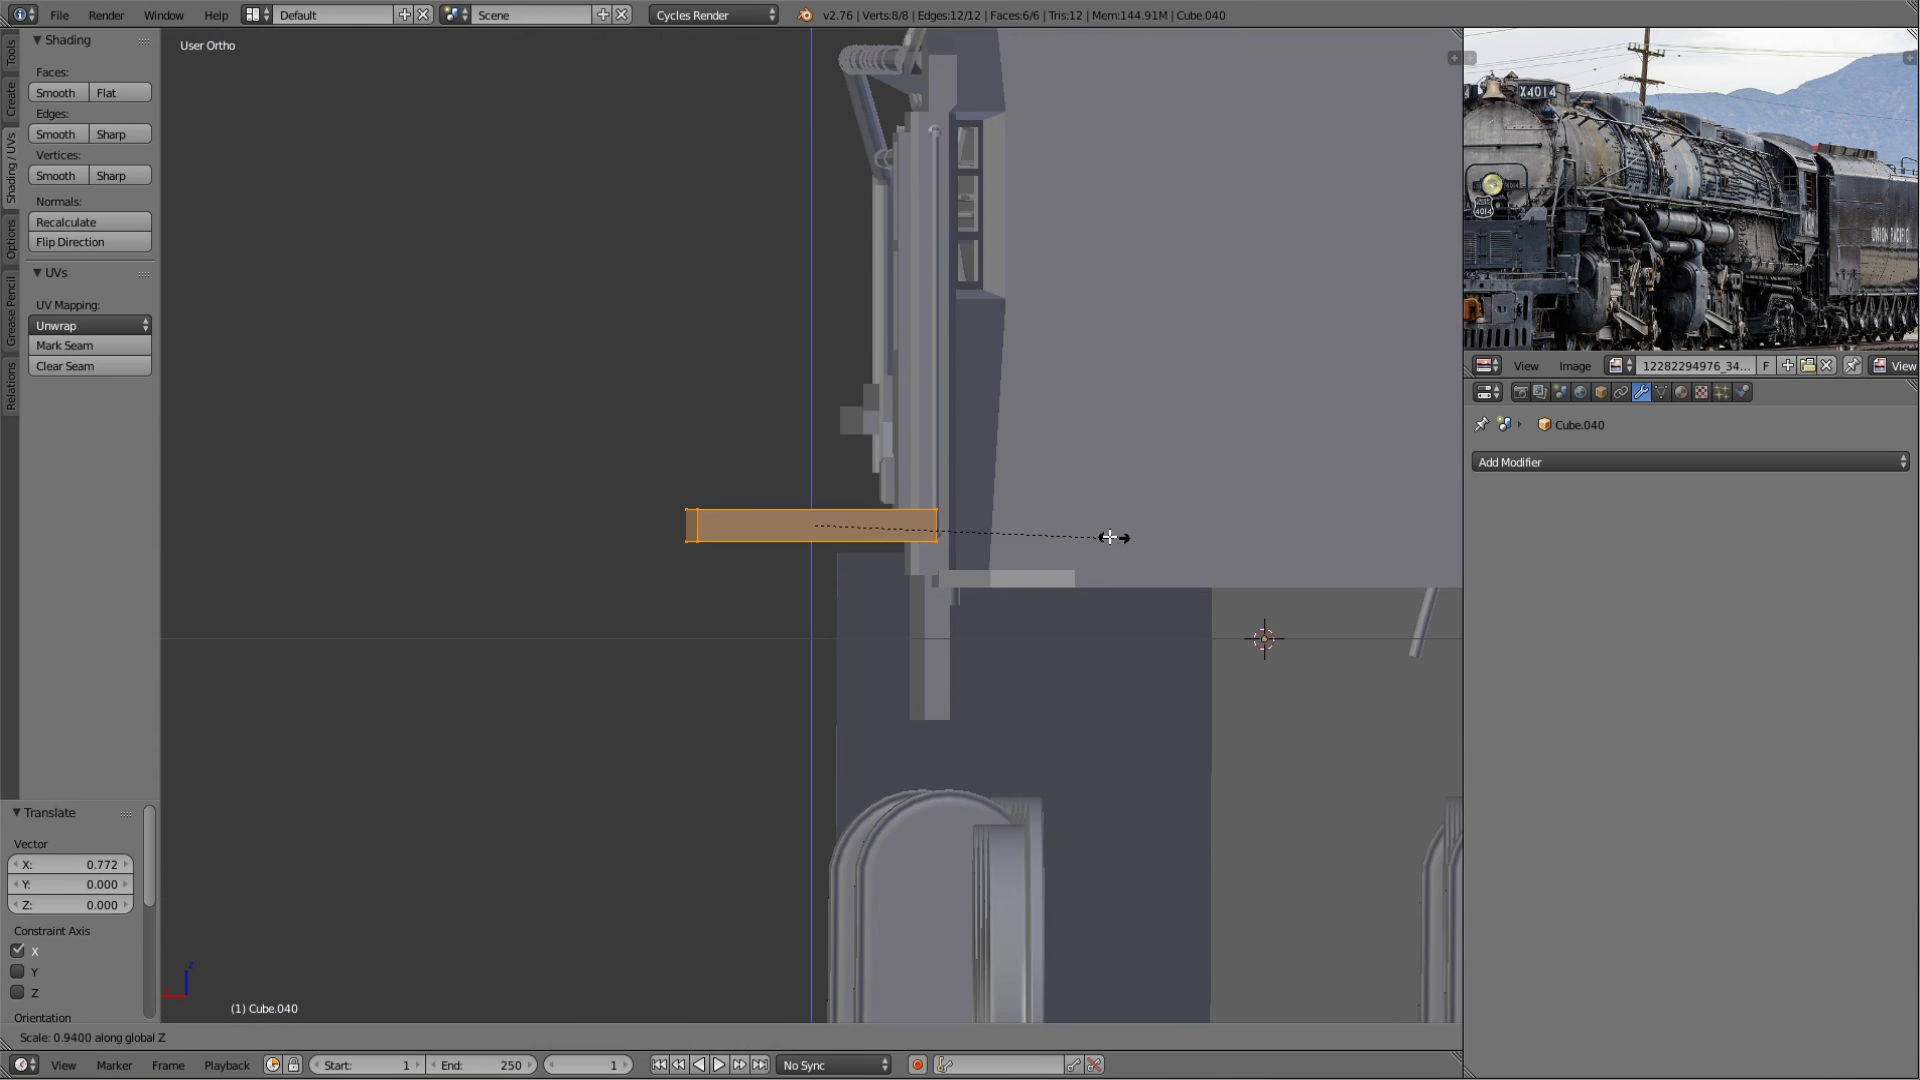 File Render Window Help Default Scene Cycles Render v2.76 | Verts:8/8 | Edges:12/12 | Faces:6/6 | Tris:12 | Mem:144.91M | Cube.040
Shading
Faces:
Smooth Flat
Edges:
Smooth Sharp
Vertices:
Smooth Sharp
Normals:
Recalculate
Flip Direction
UVs
UV Mapping:
Unwrap
Mark Seam
Clear Seam
Tools
Create
Shading / UVs
Options
Grease Pencil
Relations
Translate
Vector
X: 0.772
Y: 0.000
Z: 0.000
Constraint Axis
X
Y
Z
Orientation
User Ortho
z
(1) Cube.040
Scale: 0.9400 along global Z
X4014
4014
UNION PACIFIC
View Image 12282294976_34... F View
Cube.040
Add Modifier
View Marker Frame Playback Start: 1 End: 250 1 No Sync